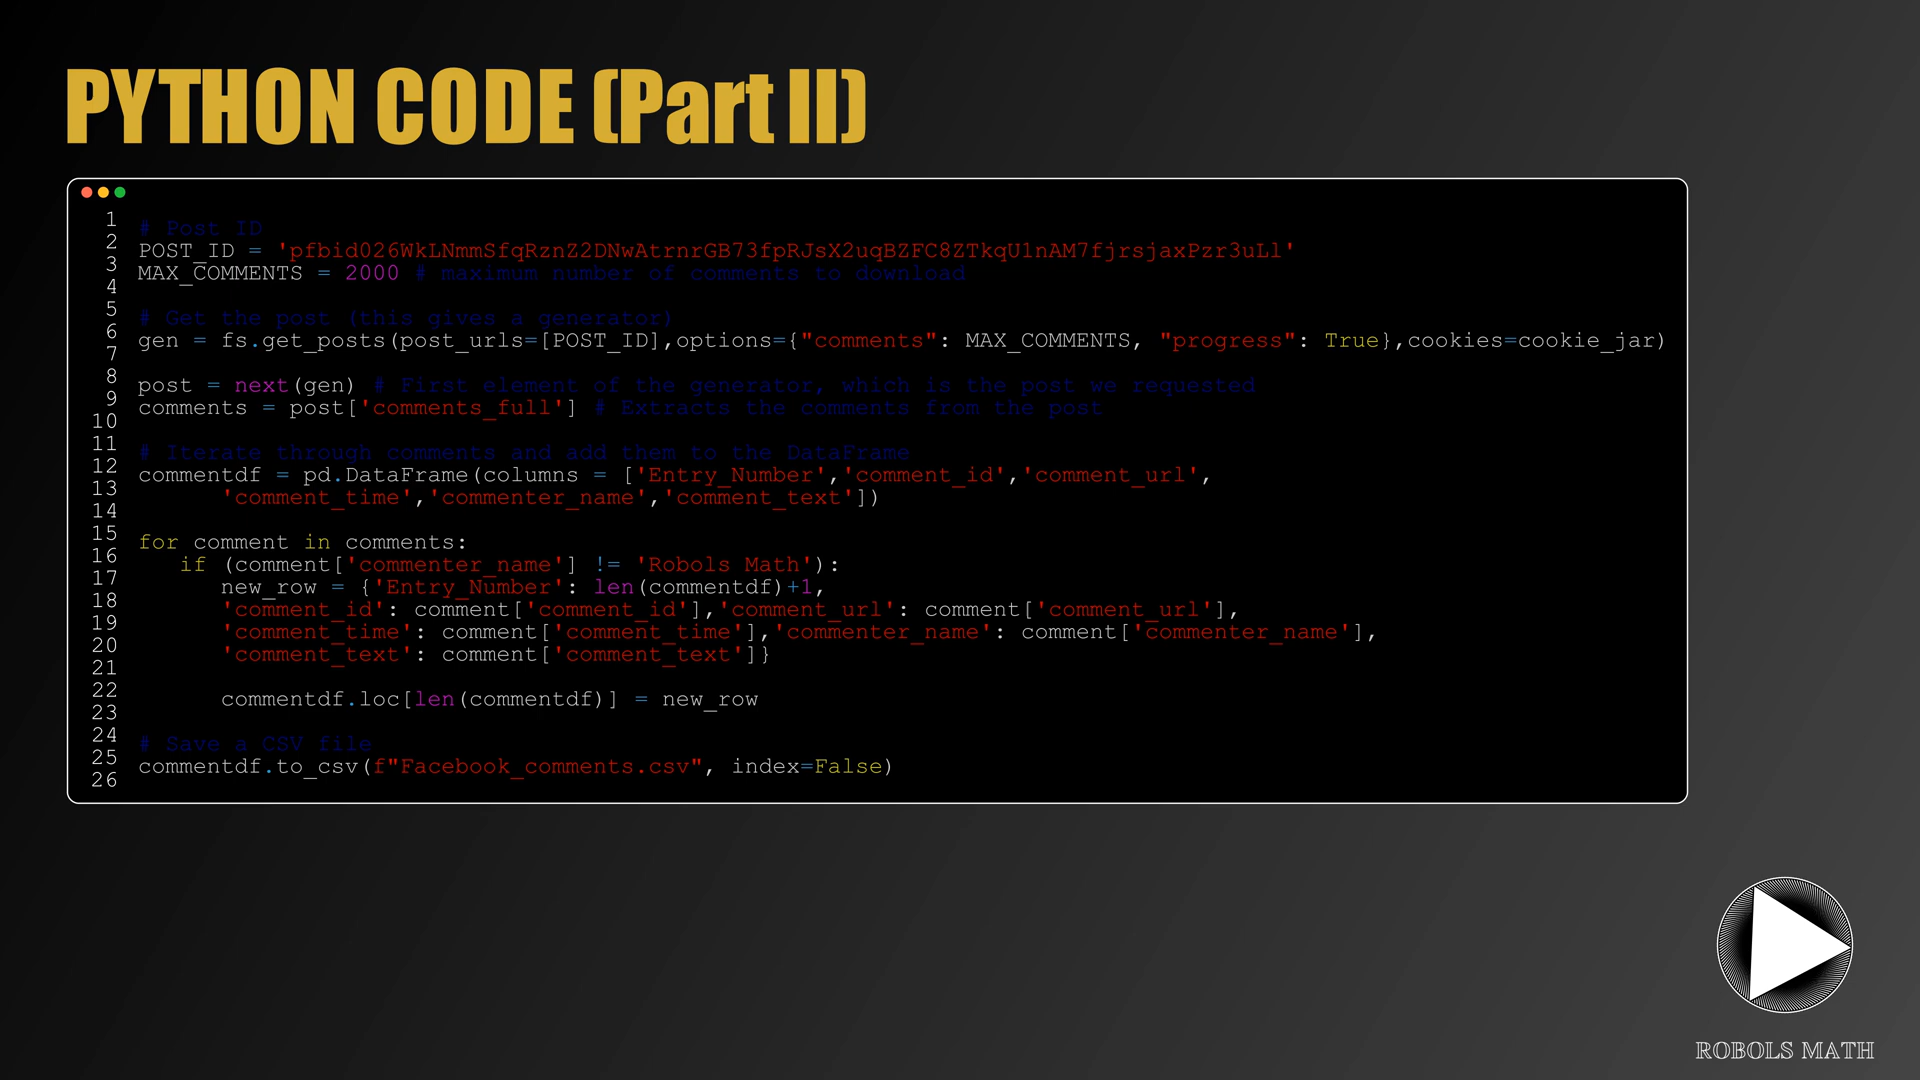 PYTHON CODE (Part II)
1 # Post ID
2 POST_ID = 'pfbid026WkLNmmSfqRznZ2DNwAtrnrGB73fpRJsX2uqBZFC8ZTkqU1nAM7fjrsjaxPzr3uLl'
3 MAX_COMMENTS = 2000 # maximum number of comments to download
4
5 # Get the post (this gives a generator)
6 gen = fs.get_posts(post_urls=[POST_ID],options={"comments": MAX_COMMENTS, "progress": True},cookies=cookie_jar)
7
8 post = next(gen) # First element of the generator, which is the post we requested
9 comments = post['comments_full'] # Extracts the comments from the post
10
11 # Iterate through comments and add them to the DataFrame
12 commentdf = pd.DataFrame(columns = ['Entry_Number','comment_id','comment_url',
13 'comment_time','commenter_name','comment_text'])
14
15 for comment in comments:
16 if (comment['commenter_name'] != 'Robols Math'):
17 new_row = {'Entry_Number': len(commentdf)+1,
18 'comment_id': comment['comment_id'],'comment_url': comment['comment_url'],
19 'comment_time': comment['comment_time'],'commenter_name': comment['commenter_name'],
20 'comment_text': comment['comment_text']}
21
22 commentdf.loc[len(commentdf)] = new_row
23
24 # Save a CSV file
25 commentdf.to_csv(f"Facebook_comments.csv", index=False)
26
ROBOLS MATH